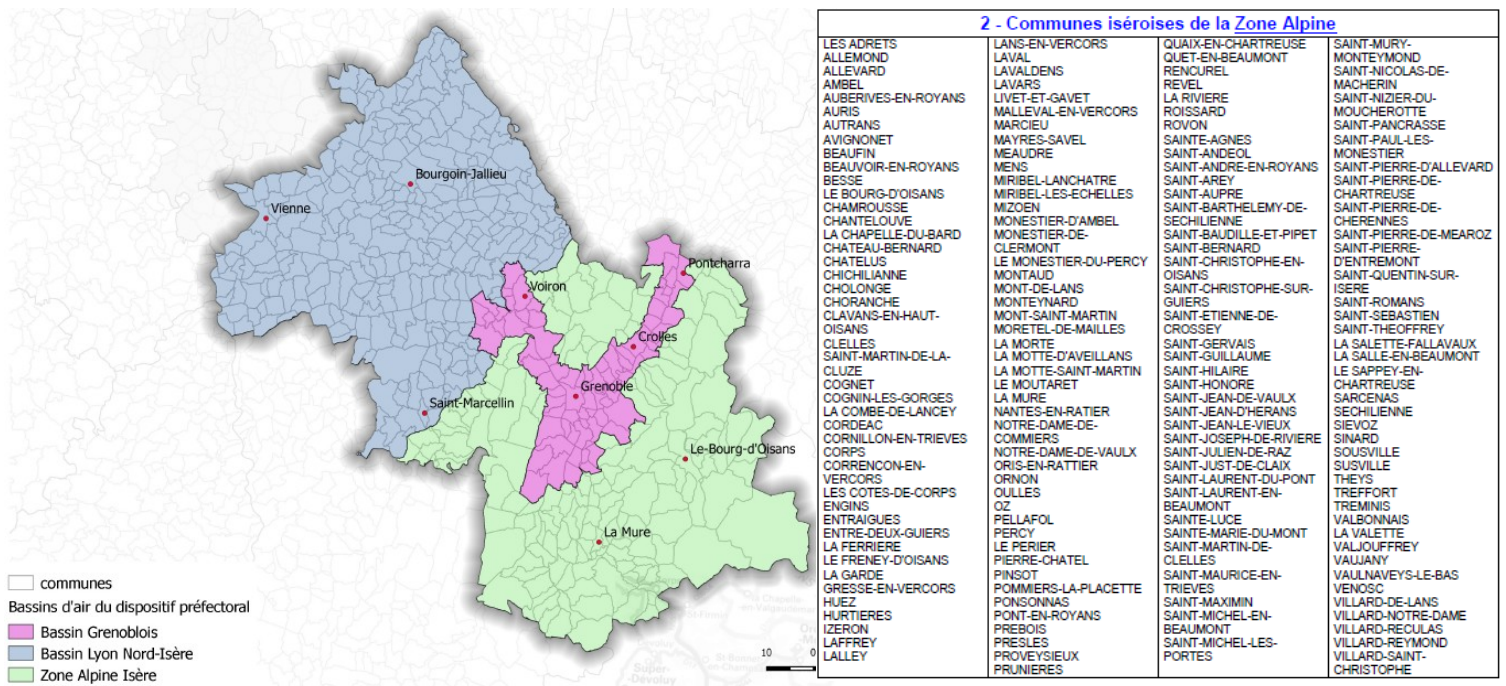 Bourgoin-Jallieu
Vienne
Pontcharra
Voiron
Crolles
Grenoble
Saint-Marcellin
Le-Bourg-d'Oisans
La Mure
communes
Bassins d'air du dispositif préfectoral
Bassin Grenoblois
Bassin Lyon Nord-Isère
Zone Alpine Isère
10 0
2 - Communes iséroises de la Zone Alpine
LES ADRETS
ALLEMOND
ALLEVARD
AMBEL
AUBERIVES-EN-ROYANS
AURIS
AUTRANS
AVIGNONET
BEAUFIN
BEAUVOIR-EN-ROYANS
BESSE
LE BOURG-D'OISANS
CHAMROUSSE
CHANTELOUVE
LA CHAPELLE-DU-BARD
CHATEAU-BERNARD
CHATELUS
CHICHILIANNE
CHOLONGE
CHORANCHE
CLAVANS-EN-HAUT-
OISANS
CLELLES
SAINT-MARTIN-DE-LA-
CLUZE
COGNET
COGNIN-LES-GORGES
LA COMBE-DE-LANCEY
CORDEAC
CORNILLON-EN-TRIEVES
CORPS
CORRENCON-EN-
VERCORS
LES COTES-DE-CORPS
ENGINS
ENTRAIGUES
ENTRE-DEUX-GUIERS
LA FERRIERE
LE FRENEY-D'OISANS
LA GARDE
GRESSE-EN-VERCORS
HUEZ
HURTIERES
IZERON
LAFFREY
LALLEY
LANS-EN-VERCORS
LAVAL
LAVALDENS
LAVARS
LIVET-ET-GAVET
MALLEVAL-EN-VERCORS
MARCIEU
MAYRES-SAVEL
MEAUDRE
MENS
MIRIBEL-LANCHATRE
MIRIBEL-LES-ECHELLES
MIZOEN
MONESTIER-D'AMBEL
MONESTIER-DE-
CLERMONT
LE MONESTIER-DU-PERCY
MONTAUD
MONT-DE-LANS
MONTEYNARD
MONT-SAINT-MARTIN
MORETEL-DE-MAILLES
LA MORTE
LA MOTTE-D'AVEILLANS
LA MOTTE-SAINT-MARTIN
LE MOUTARET
LA MURE
NANTES-EN-RATIER
NOTRE-DAME-DE-
COMMIERS
NOTRE-DAME-DE-VAULX
ORIS-EN-RATTIER
ORNON
OULLES
OZ
PELLAFOL
PERCY
LE PERIER
PIERRE-CHATEL
PINSOT
POMMIERS-LA-PLACETTE
PONSONNAS
PONT-EN-ROYANS
PREBOIS
PRESLES
PROVEYSIEUX
PRUNIERES
QUAIX-EN-CHARTREUSE
QUET-EN-BEAUMONT
RENCUREL
REVEL
LA RIVIERE
ROISSARD
ROVON
SAINTE-AGNES
SAINT-ANDEOL
SAINT-ANDRE-EN-ROYANS
SAINT-AREY
SAINT-AUPRE
SAINT-BARTHELEMY-DE-
SECHILIENNE
SAINT-BAUDILLE-ET-PIPET
SAINT-BERNARD
SAINT-CHRISTOPHE-EN-
OISANS
SAINT-CHRISTOPHE-SUR-
GUIERS
SAINT-ETIENNE-DE-
CROSSEY
SAINT-GERVAIS
SAINT-GUILLAUME
SAINT-HILAIRE
SAINT-HONORE
SAINT-JEAN-DE-VAULX
SAINT-JEAN-D'HERANS
SAINT-JEAN-LE-VIEUX
SAINT-JOSEPH-DE-RIVIERE
SAINT-JULIEN-DE-RAZ
SAINT-JUST-DE-CLAIX
SAINT-LAURENT-DU-PONT
SAINT-LAURENT-EN-
BEAUMONT
SAINTE-LUCE
SAINTE-MARIE-DU-MONT
SAINT-MARTIN-DE-
CLELLES
SAINT-MAURICE-EN-
TRIEVES
SAINT-MAXIMIN
SAINT-MICHEL-EN-
BEAUMONT
SAINT-MICHEL-LES-
PORTES
SAINT-MURY-
MONTEYMOND
SAINT-NICOLAS-DE-
MACHERIN
SAINT-NIZIER-DU-
MOUCHEROTTE
SAINT-PANCRASSE
SAINT-PAUL-LES-
MONESTIER
SAINT-PIERRE-D'ALLEVARD
SAINT-PIERRE-DE-
CHARTREUSE
SAINT-PIERRE-DE-
CHERENNES
SAINT-PIERRE-DE-MEAROZ
SAINT-PIERRE-
D'ENTREMONT
SAINT-QUENTIN-SUR-
ISERE
SAINT-ROMANS
SAINT-SEBASTIEN
SAINT-THEOFFREY
LA SALETTE-FALLAVAUX
LA SALLE-EN-BEAUMONT
LE SAPPEY-EN-
CHARTREUSE
SARCENAS
SECHILIENNE
SIEVOZ
SINARD
SOUSVILLE
SUSVILLE
THEYS
TREFFORT
TREMINIS
VALBONNAIS
LA VALETTE
VALJOUFFREY
VAUJANY
VAULNAVEYS-LE-BAS
VENOSC
VILLARD-DE-LANS
VILLARD-NOTRE-DAME
VILLARD-RECULAS
VILLARD-REYMOND
VILLARD-SAINT-
CHRISTOPHE